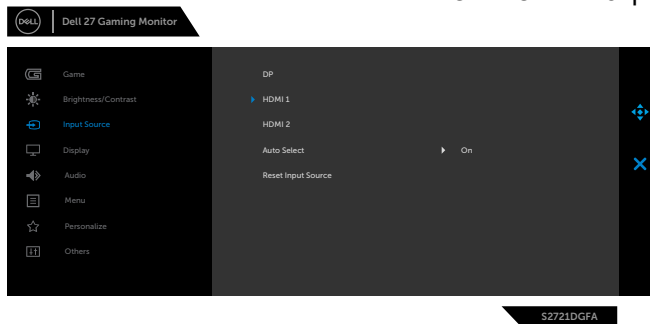 DELL
Dell 27 Gaming Monitor
Game
DP
Brightness/Contrast
HDMI 1
Input Source
HDMI 2
Display
Auto Select
On
Audio
Reset Input Source
Menu
Personalize
Others
S2721DGFA